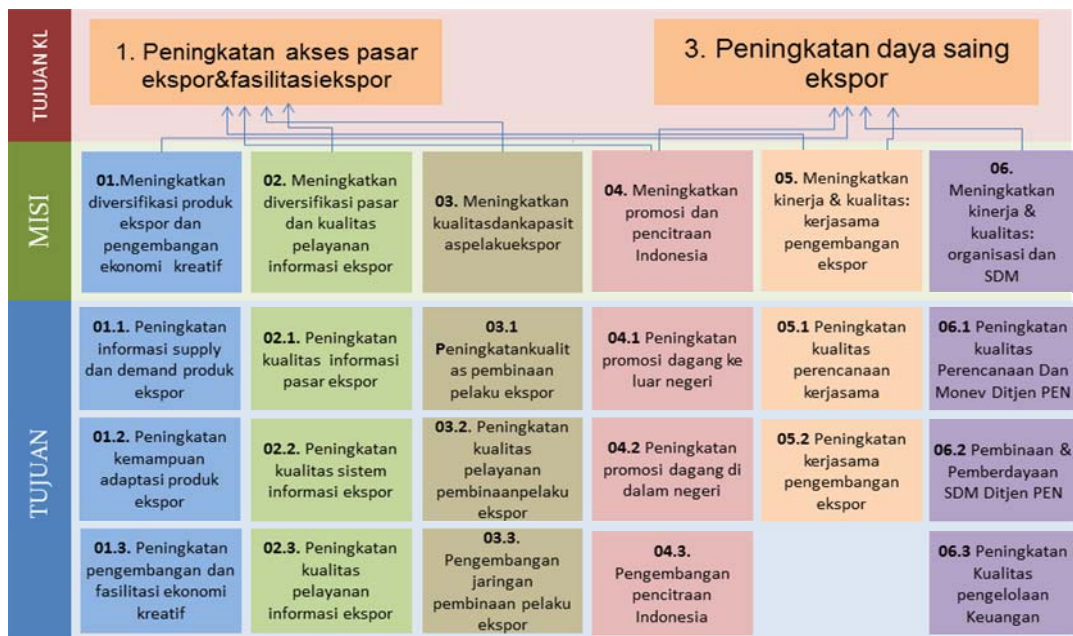 TUJUAN KL
1. Peningkatan akses pasar
ekspor&fasilitasiekspor
3. Peningkatan daya saing
ekspor
MISI
01.Meningkatkan
diversifikasi produk
ekspor dan
pengembangan
ekonomi kreatif
02. Meningkatkan
diversifikasi pasar
dan kualitas
pelayanan
informasi ekspor
03. Meningkatkan
kualitasdankapasit
aspelakuekspor
04. Meningkatkan
promosi dan
pencitraan
Indonesia
05. Meningkatkan
kinerja & kualitas:
kerjasama
pengembangan
ekspor
06.
Meningkatkan
kinerja &
kualitas:
organisasi dan
SDM
TUJUAN
01.1. Peningkatan
informasi supply
dan demand produk
ekspor
02.1. Peningkatan
kualitas informasi
pasar ekspor
03.1
Peningkatankualit
as pembinaan
pelaku ekspor
04.1 Peningkatan
promosi dagang ke
luar negeri
05.1 Peningkatan
kualitas
perencanaan
kerjasama
06.1 Peningkatan
kualitas
Perencanaan Dan
Monev Ditjen PEN
01.2. Peningkatan
kemampuan
adaptasi produk
ekspor
02.2. Peningkatan
kualitas sistem
informasi ekspor
03.2. Peningkatan
kualitas
pelayanan
pembinaanpelaku
ekspor
04.2 Peningkatan
promosi dagang di
dalam negeri
05.2 Peningkatan
kerjasama
pengembangan
ekspor
06.2 Pembinaan &
Pemberdayaan
SDM Ditjen PEN
01.3. Peningkatan
pengembangan dan
fasilitasi ekonomi
kreatif
02.3. Peningkatan
kualitas
pelayanan
informasi ekspor
03.3.
Pengembangan
jaringan
pembinaan pelaku
ekspor
04.3.
Pengembangan
pencitraan
Indonesia
06.3 Peningkatan
Kualitas
pengelolaan
Keuangan